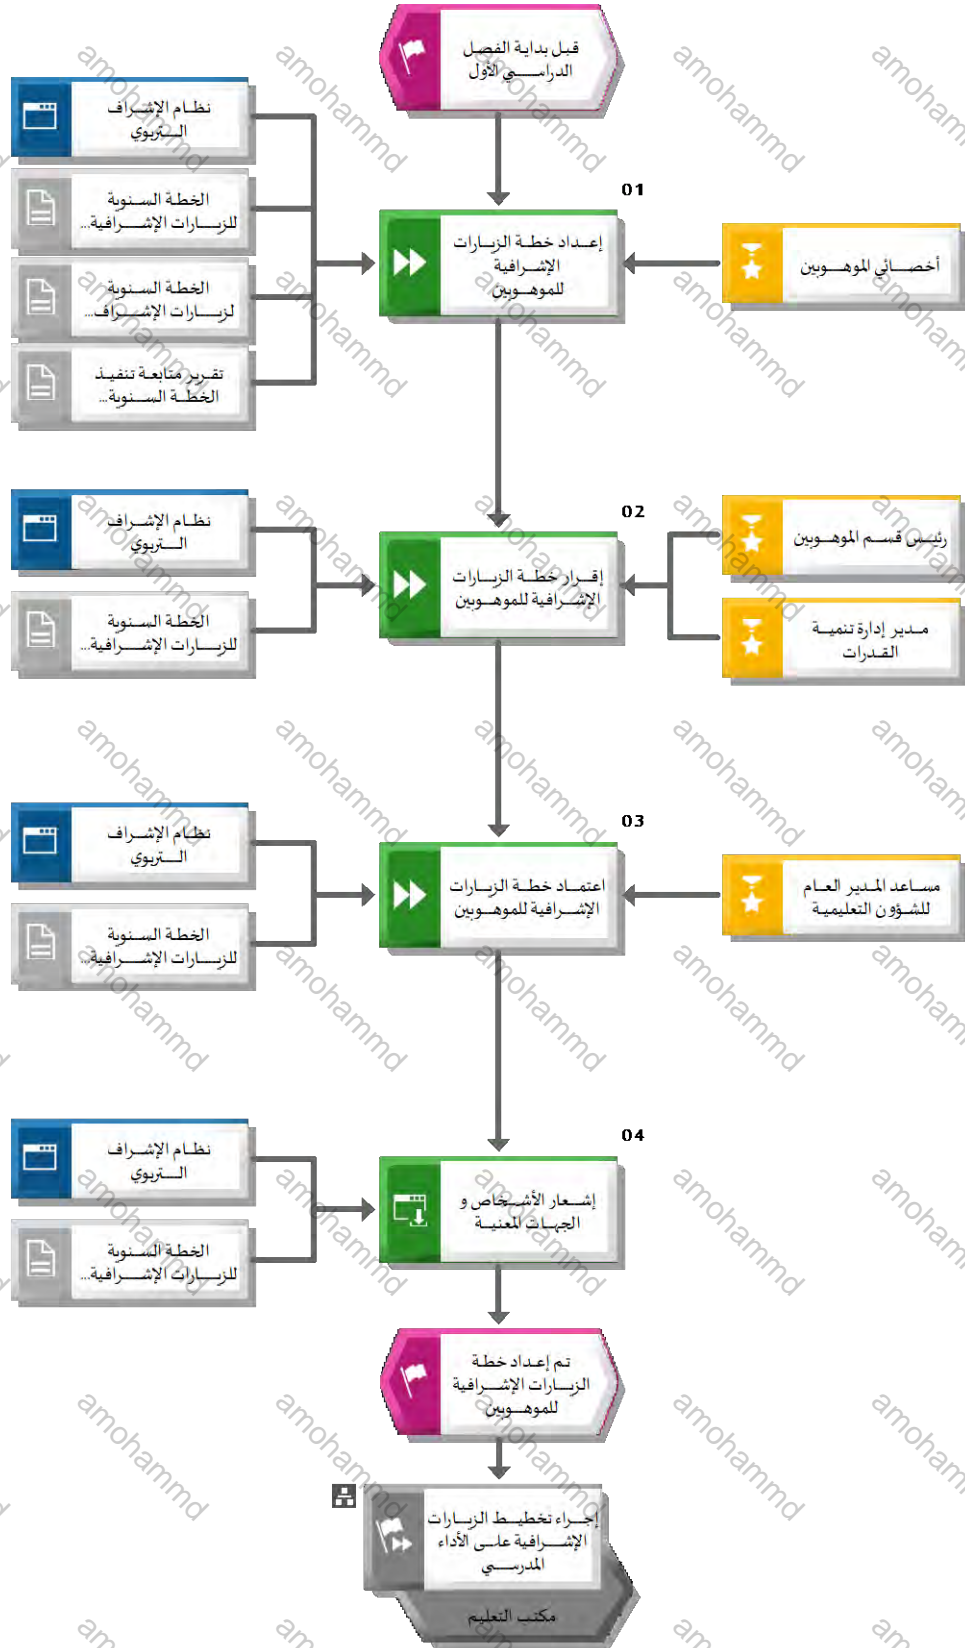 قبل بداية الفصل
الدراسي الأول
نظام الإشراف
التربوي
الخطة السنوية
للزيارات الإشرافية...
الخطة السنوية
لزيارات الإشراف...
تقرير متابعة تنفيذ
الخطة السنوية...
01
إعداد خطة الزيارات
الإشرافية
للموهوبين
أخصائي الموهوبين
02
إقرار خطة الزيارات
الإشرافية للموهوبين
رئيس قسم الموهوبين
مدير إدارة تنمية
القدرات
نظام الإشراف
التربوي
الخطة السنوية
للزيارات الإشرافية...
03
اعتماد خطة الزيارات
الإشرافية للموهوبين
مساعد المدير العام
للشؤون التعليمية
نظام الإشراف
التربوي
الخطة السنوية
للزيارات الإشرافية...
04
إشعار الأشخاص و
الجهات المعنية
نظام الإشراف
التربوي
الخطة السنوية
للزيارات الإشرافية...
تم إعداد خطة
الزيارات الإشرافية
للموهوبين
إجراء تخطيط الزيارات
الإشرافية على الأداء
المدرسي
مكتب التعليم
amohammd